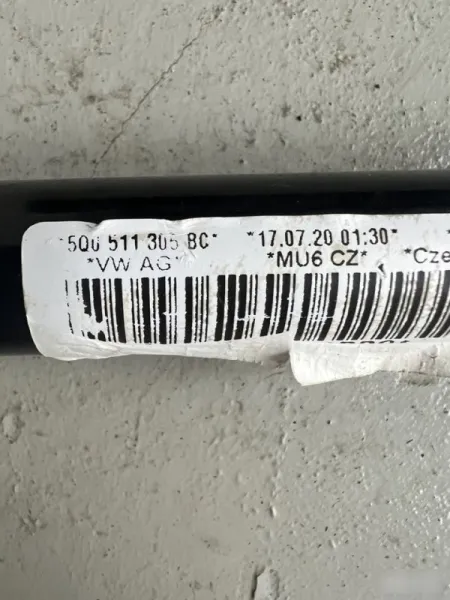 *5Q0 511 305 BC* *17.07.20 01:30*
*VW AG* *MU6 CZ* *Cze